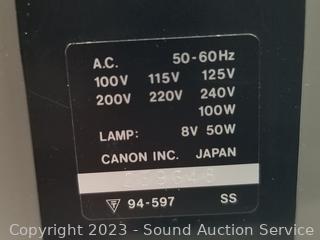 A.C. 50-60Hz
100V 115V 125V
200V 220V 240V
100W
LAMP: 8V 50W
CANON INC. JAPAN
94-597 SS
Copyright © 2023 - Sound Auction Service